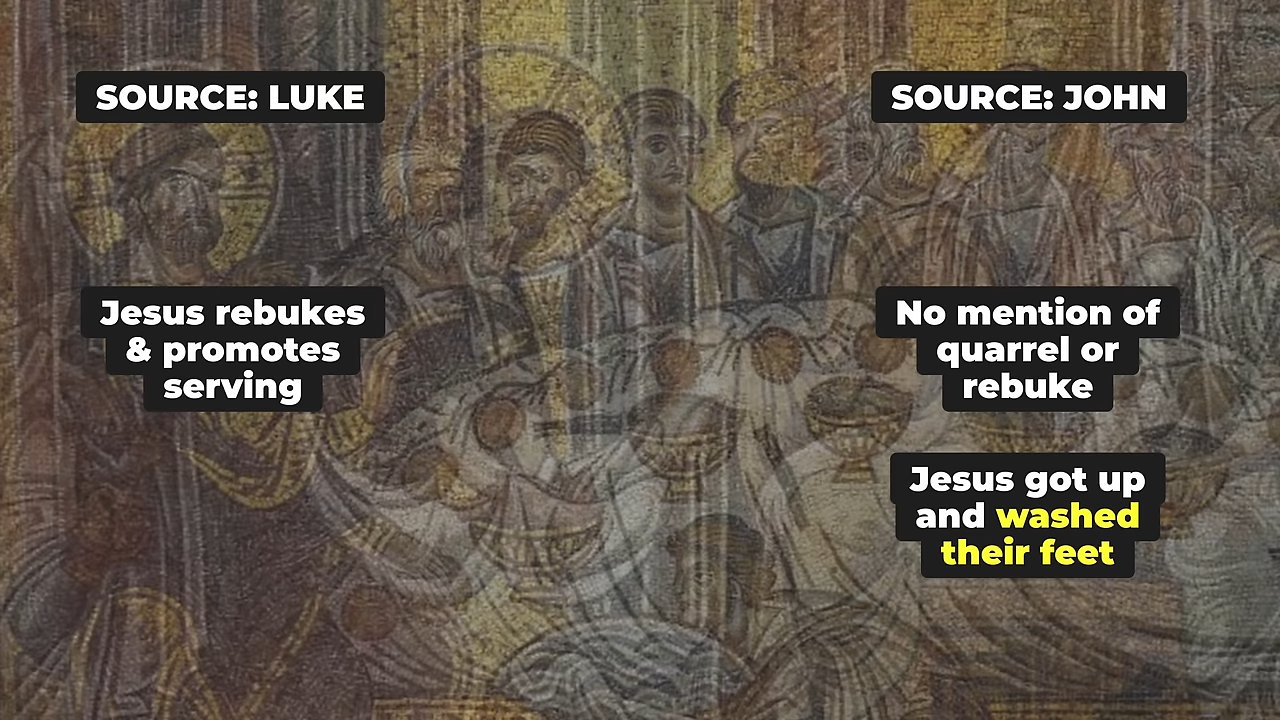 SOURCE: LUKE
Jesus rebukes
& promotes
serving
SOURCE: JOHN
No mention of
quarrel or
rebuke
Jesus got up
and washed
their feet